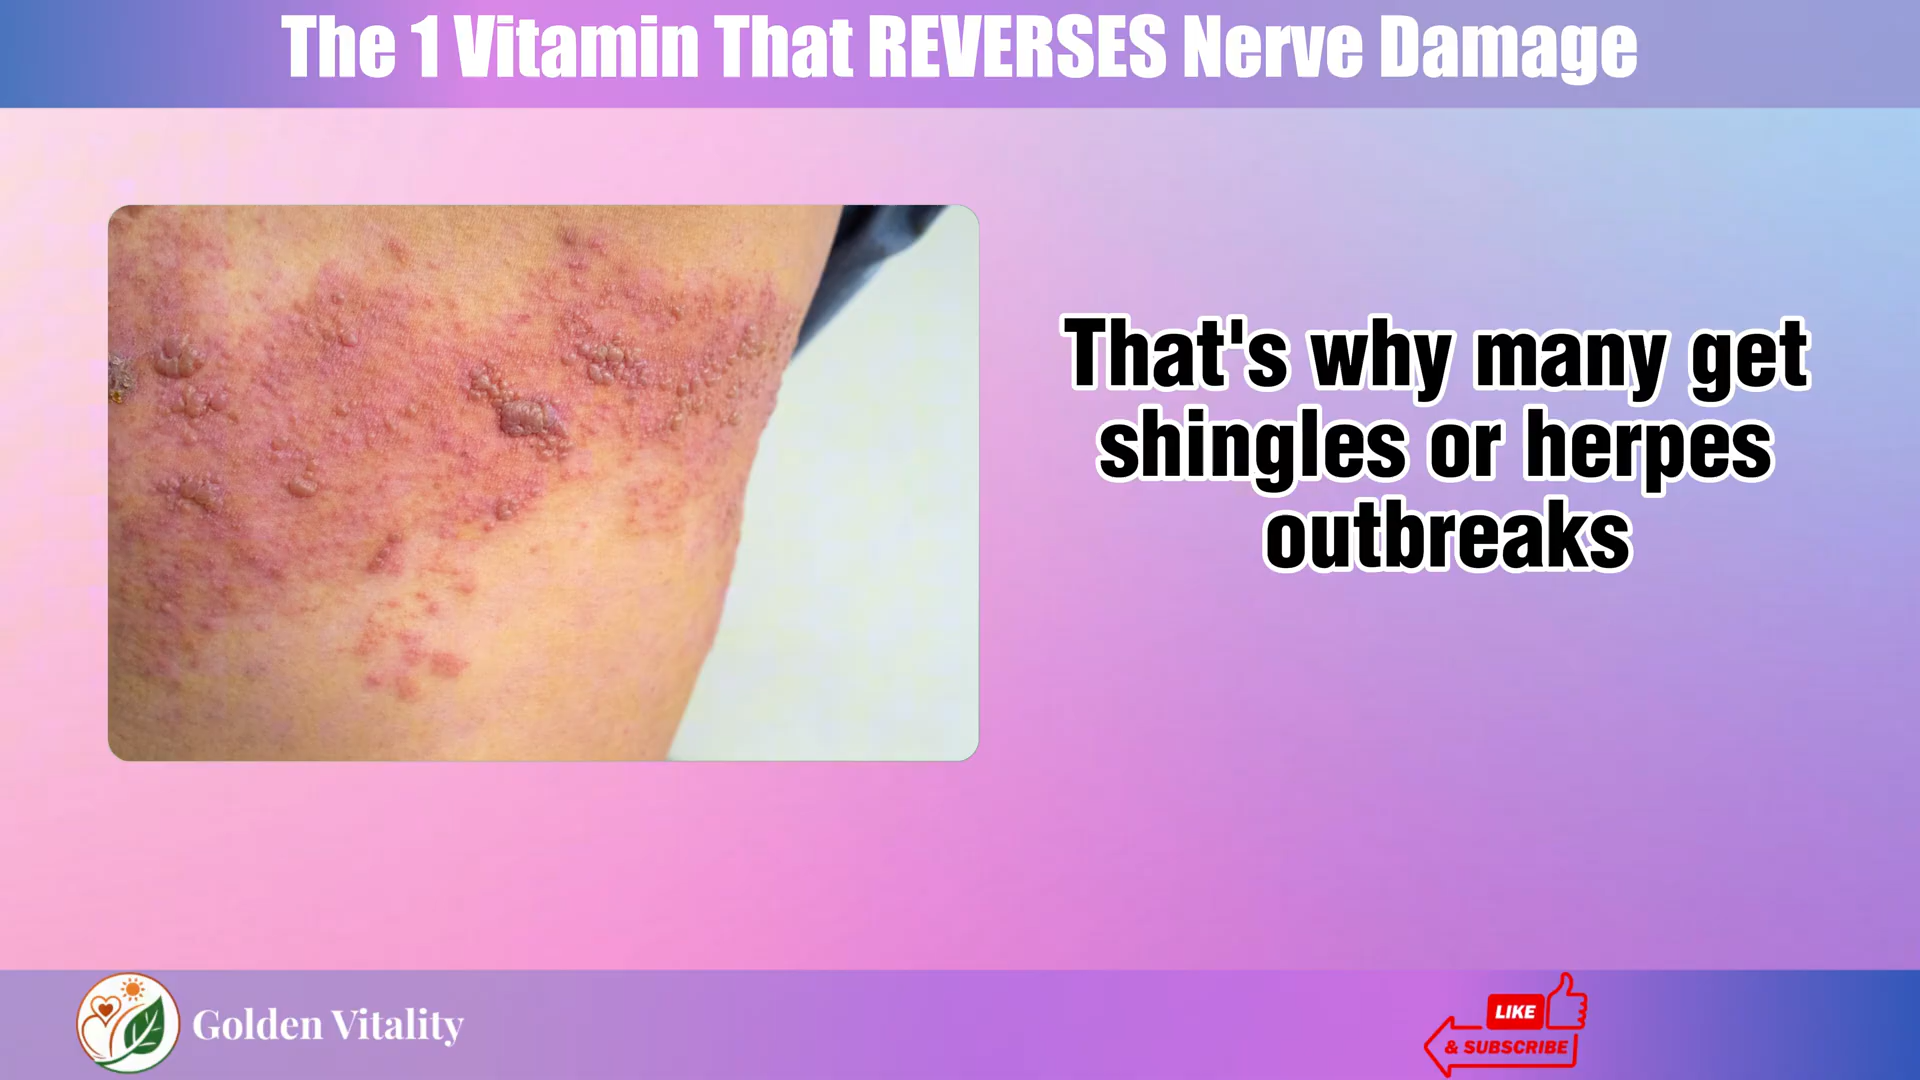 The 1 Vitamin That REVERSES Nerve Damage
That's why many get
shingles or herpes
outbreaks
Golden Vitality
LIKE
& SUBSCRIBE